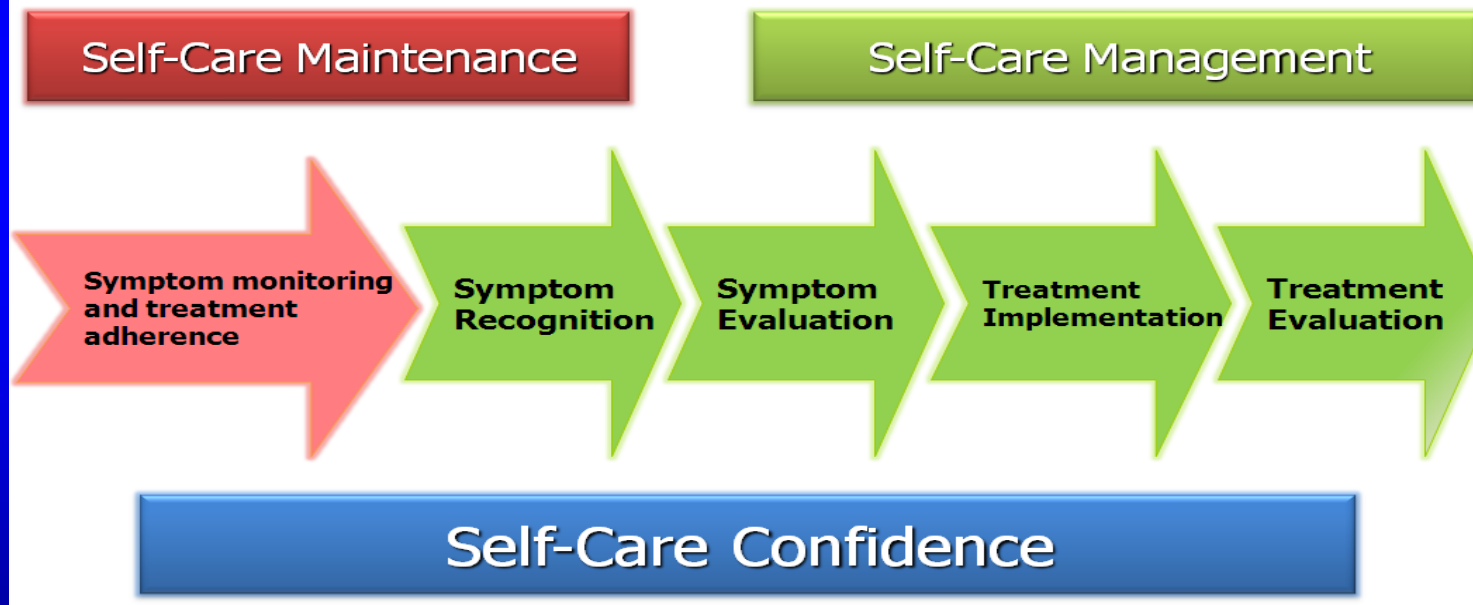 Self-Care Maintenance
Self-Care Management
Symptom monitoring
and treatment
adherence
Symptom
Recognition
Symptom
Evaluation
Treatment
Implementation
Treatment
Evaluation
Self-Care Confidence